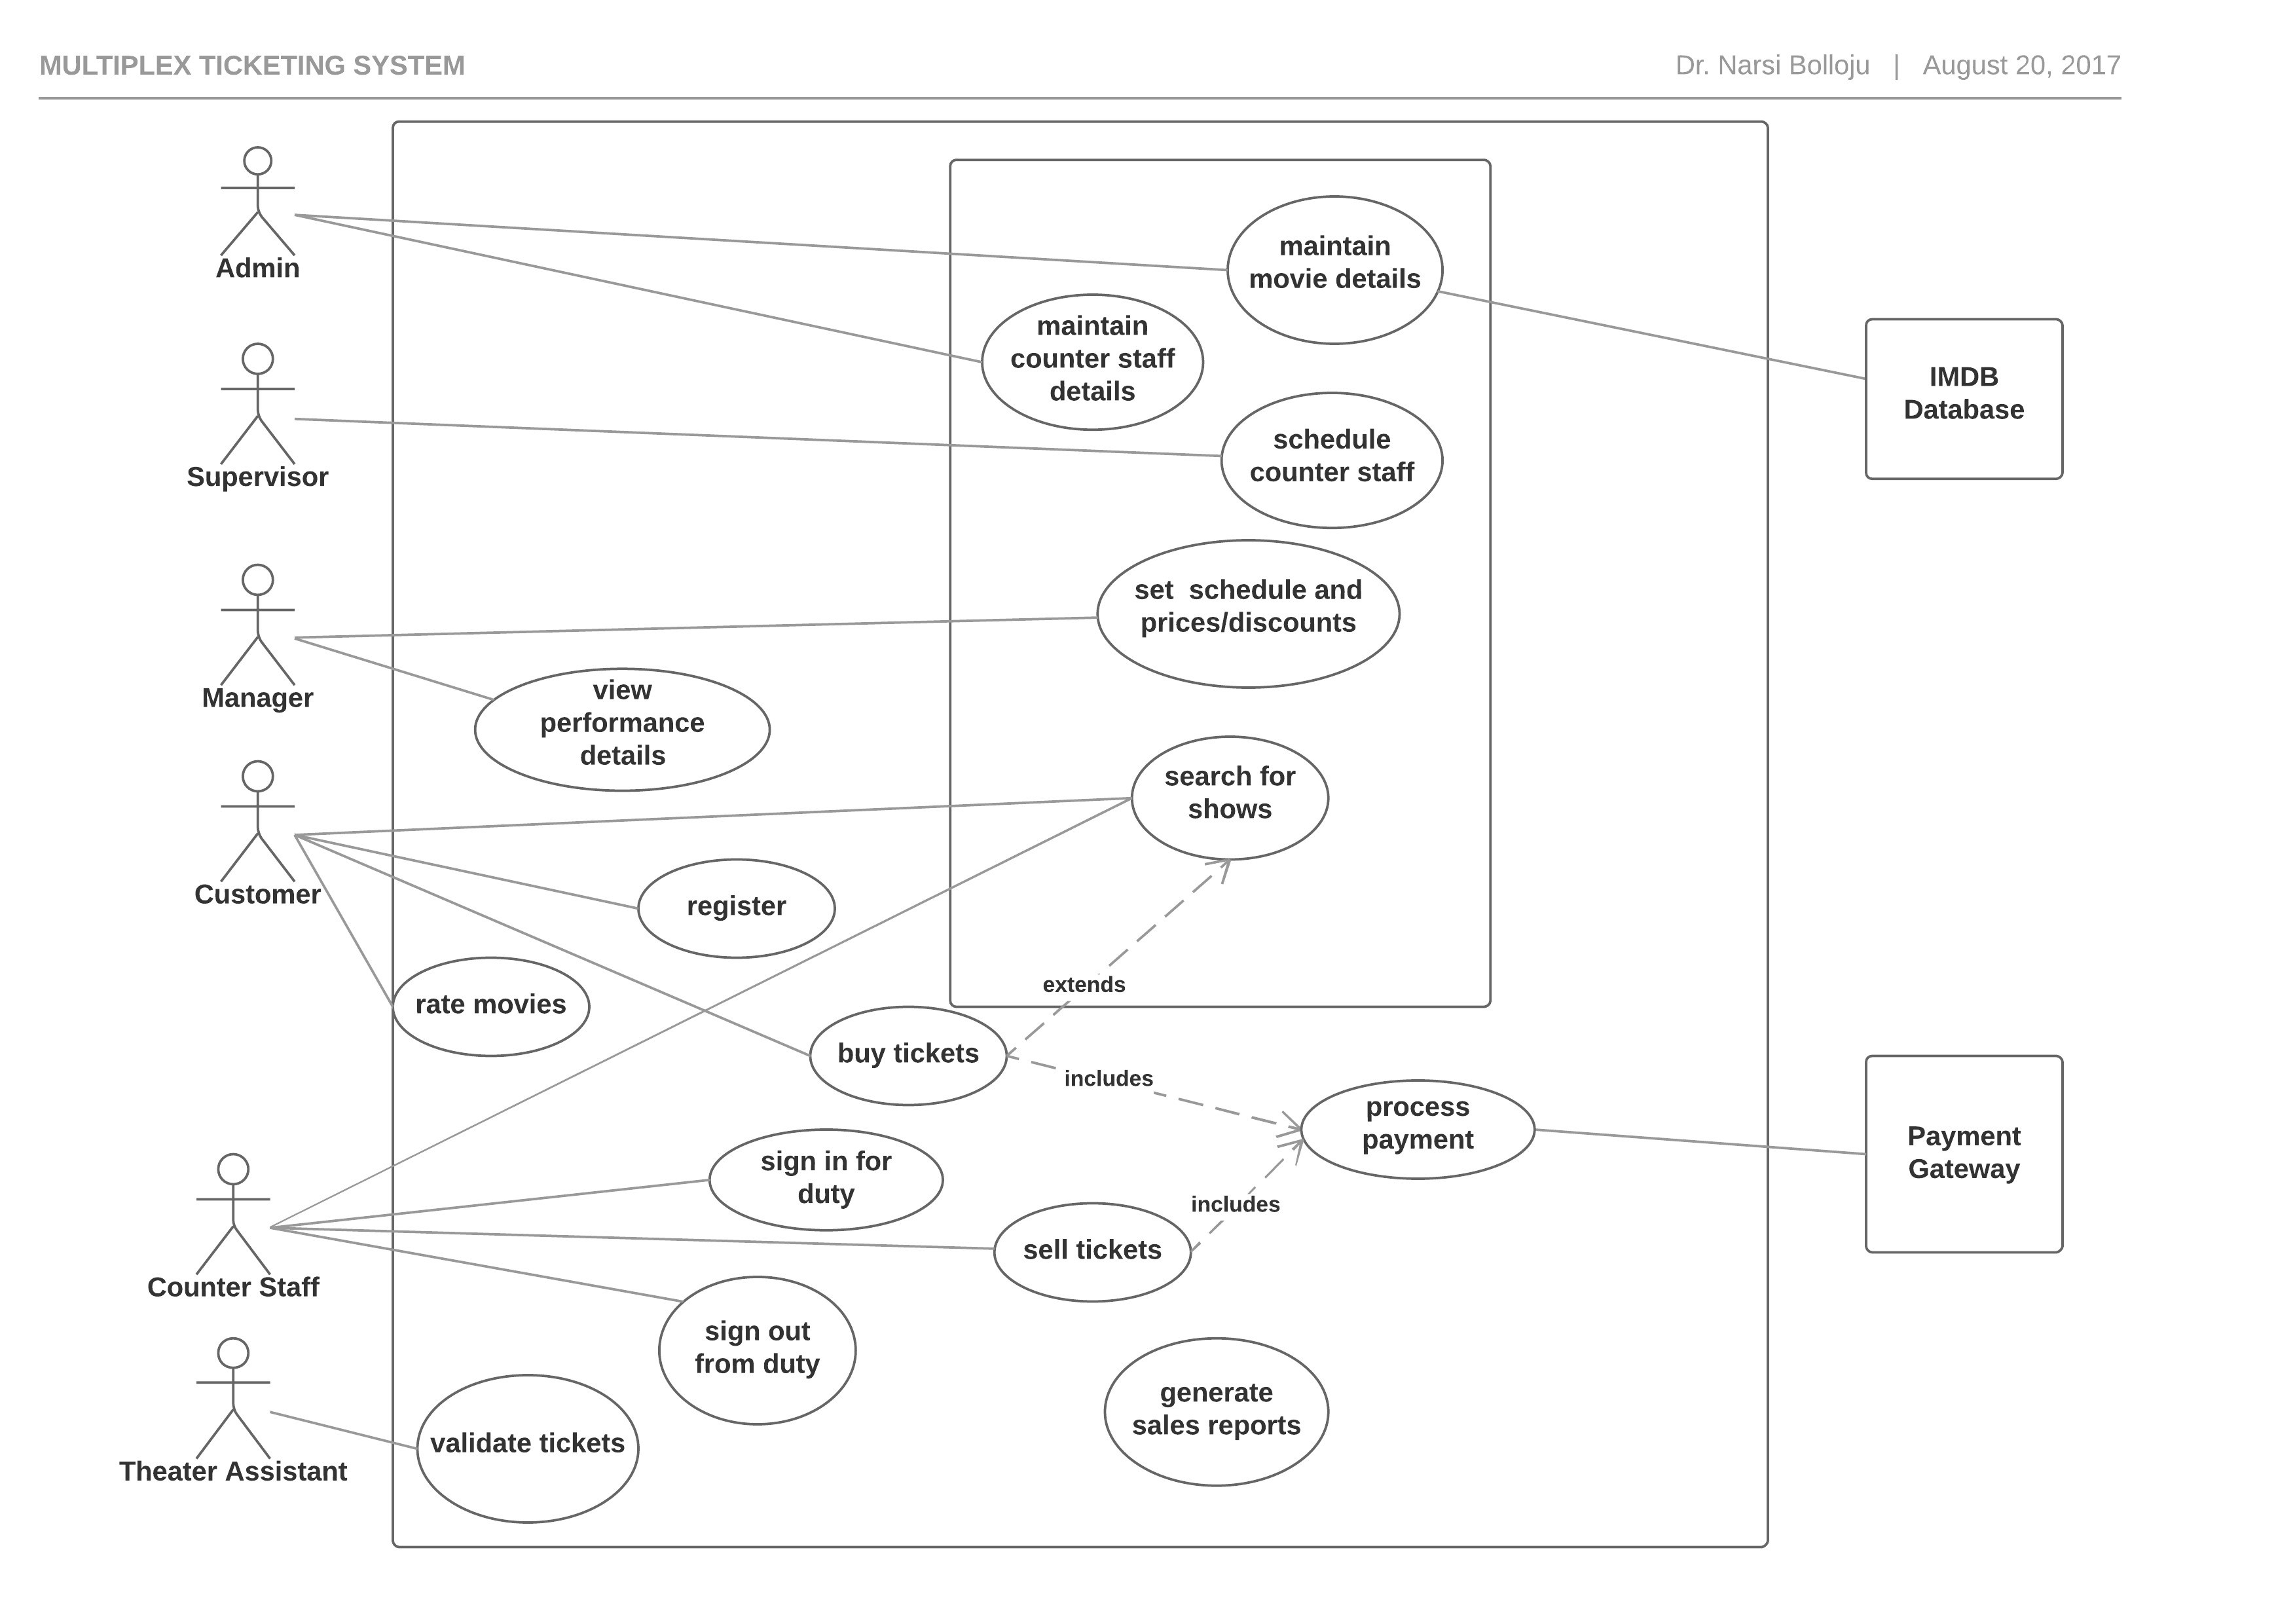 MULTIPLEX TICKETING SYSTEM
Dr. Narsi Bolloju | August 20, 2017
Admin
maintain
movie details
maintain
counter staff
details
IMDB
Database
Supervisor
schedule
counter staff
Manager
set schedule and
prices/discounts
view
performance
details
search for
shows
Customer
register
extends
rate movies
buy tickets
includes
process
payment
Payment
Gateway
sign in for
duty
includes
sell tickets
Counter Staff
sign out
from duty
generate
sales reports
validate tickets
Theater Assistant